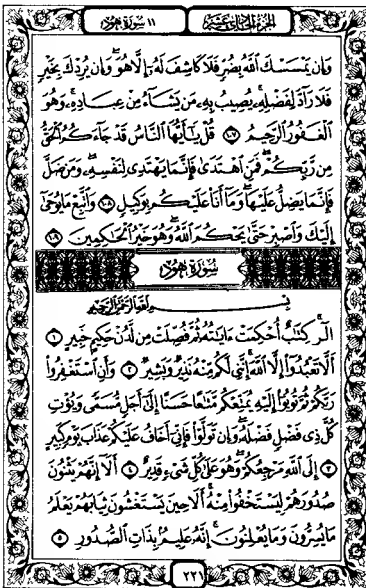 الجزء الحادي عشر
١١ سورة هود
وَإِن يَمْسَسْكَ ٱللَّهُ بِضُرٍّ فَلَا كَاشِفَ لَهُۥٓ إِلَّا هُوَۖ وَإِن يُرِدْكَ بِخَيْرٍ
فَلَا رَآدَّ لِفَضْلِهِۦۚ يُصِيبُ بِهِۦ مَن يَشَآءُ مِنْ عِبَادِهِۦۚ وَهُوَ
ٱلْغَفُورُ ٱلرَّحِيمُ ١٠٧ قُلْ يَٰٓأَيُّهَا ٱلنَّاسُ قَدْ جَآءَكُمُ ٱلْحَقُّ
مِن رَّبِّكُمْۖ فَمَنِ ٱهْتَدَىٰ فَإِنَّمَا يَهْتَدِى لِنَفْسِهِۦۖ وَمَن ضَلَّ
فَإِنَّمَا يَضِلُّ عَلَيْهَاۖ وَمَآ أَنَا۠ عَلَيْكُم بِوَكِيلٍ ١٠٨ وَٱتَّبِعْ مَا يُوحَىٰٓ
إِلَيْكَ وَٱصْبِرْ حَتَّىٰ يَحْكُمَ ٱللَّهُۚ وَهُوَ خَيْرُ ٱلْحَٰكِمِينَ ١٠٩
سُورَةُ هُودٍ
بِسْمِ ٱللَّهِ ٱلرَّحْمَٰنِ ٱلرَّحِيمِ
الٓرۚ كِتَٰبٌ أُحْكِمَتْ ءَايَٰتُهُۥ ثُمَّ فُصِّلَتْ مِن لَّدُنْ حَكِيمٍ خَبِيرٍ ١
أَلَّا تَعْبُدُوٓا۟ إِلَّا ٱللَّهَۚ إِنَّنِى لَكُم مِّنْهُ نَذِيرٌ وَبَشِيرٌ ٢ وَأَنِ ٱسْتَغْفِرُوا۟
رَبَّكُمْ ثُمَّ تُوبُوٓا۟ إِلَيْهِ يُمَتِّعْكُم مَّتَٰعًا حَسَنًا إِلَىٰٓ أَجَلٍ مُّسَمًّى وَيُؤْتِ
كُلَّ ذِى فَضْلٍ فَضْلَهُۥۖ وَإِن تَوَلَّوْا۟ فَإِنِّىٓ أَخَافُ عَلَيْكُمْ عَذَابَ يَوْمٍ كَبِيرٍ
٣ إِلَى ٱللَّهِ مَرْجِعُكُمْۖ وَهُوَ عَلَىٰ كُلِّ شَىْءٍ قَدِيرٌ ٤ أَلَآ إِنَّهُمْ يَثْنُونَ
صُدُورَهُمْ لِيَسْتَخْفُوا۟ مِنْهُۚ أَلَا حِينَ يَسْتَغْشُونَ ثِيَابَهُمْ يَعْلَمُ
مَا يُسِرُّونَ وَمَا يُعْلِنُونَۚ إِنَّهُۥ عَلِيمٌۢ بِذَاتِ ٱلصُّدُورِ ٥
٢٢١